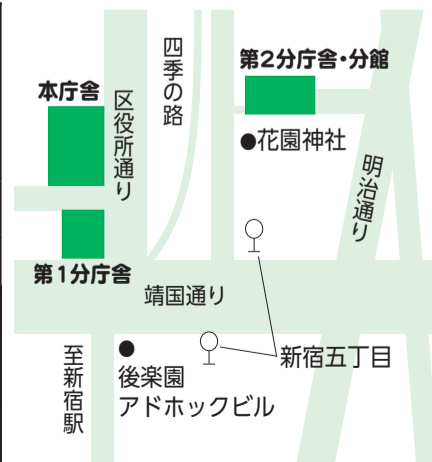 四季の路
第2分庁舎・分館
本庁舎
区役所通り
●花園神社
明治通り
第1分庁舎
靖国通り
至新宿駅
●
後楽園
アドホックビル
新宿五丁目